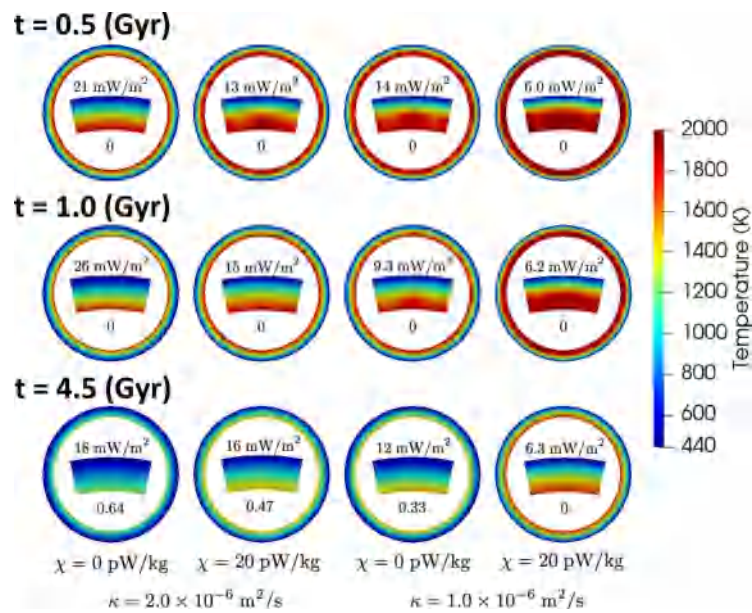 t = 0.5 (Gyr)
21 mW/m² 13 mW/m² 14 mW/m² 6.0 mW/m²
0 0 0 0
t = 1.0 (Gyr)
26 mW/m² 15 mW/m² 9.3 mW/m² 6.2 mW/m²
0 0 0 0
t = 4.5 (Gyr)
18 mW/m² 16 mW/m² 12 mW/m² 6.3 mW/m²
0.64 0.47 0.33 0
χ = 0 pW/kg χ = 20 pW/kg χ = 0 pW/kg χ = 20 pW/kg
κ = 2.0 × 10⁻⁶ m²/s κ = 1.0 × 10⁻⁶ m²/s
2000
1800
1600
1400
1200
1000
800
600
440
Temperature (K)